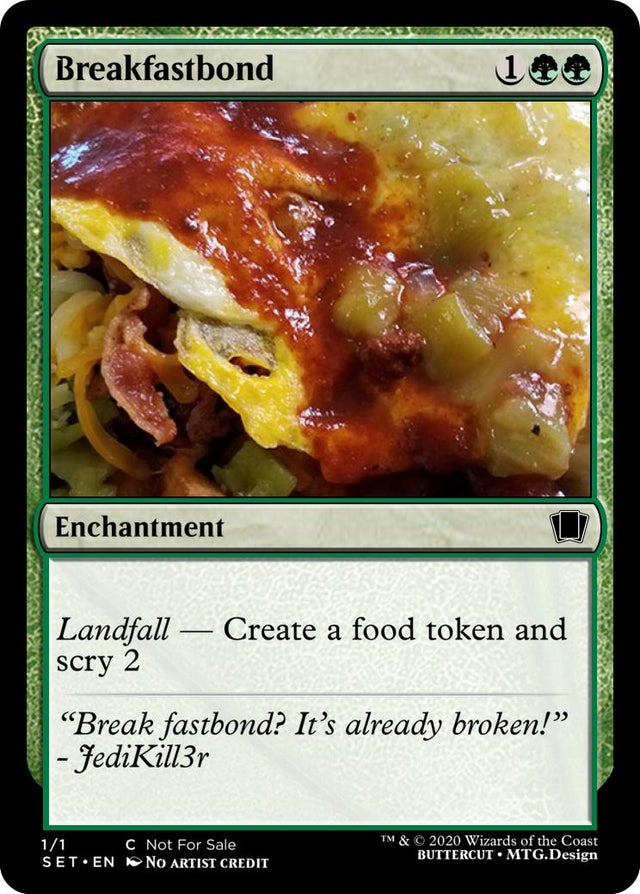 Breakfastbond 1
Enchantment
Landfall — Create a food token and
scry 2
“Break fastbond? It’s already broken!”
- JediKill3r
1/1 C Not For Sale ™ & © 2020 Wizards of the Coast
SET • EN No artist credit BUTTERCUT • MTG.Design